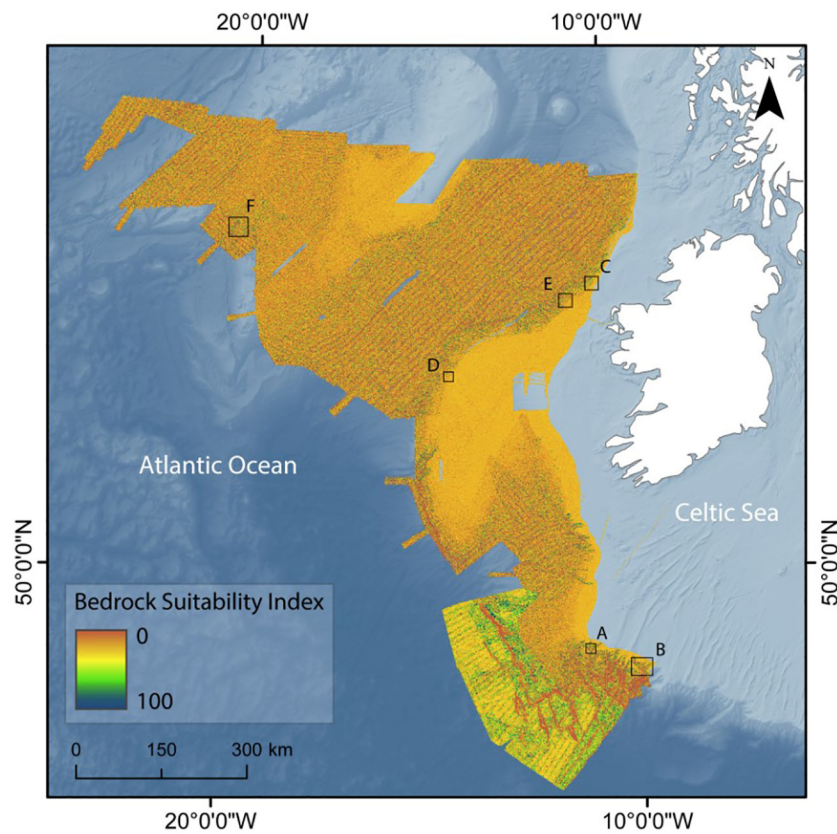 20°0'0"W 10°0'0"W
N
F
C
E
D
Atlantic Ocean
Celtic Sea
50°0'0"N 50°0'0"N
Bedrock Suitability Index
0
100
A
B
0 150 300 km
20°0'0"W 10°0'0"W